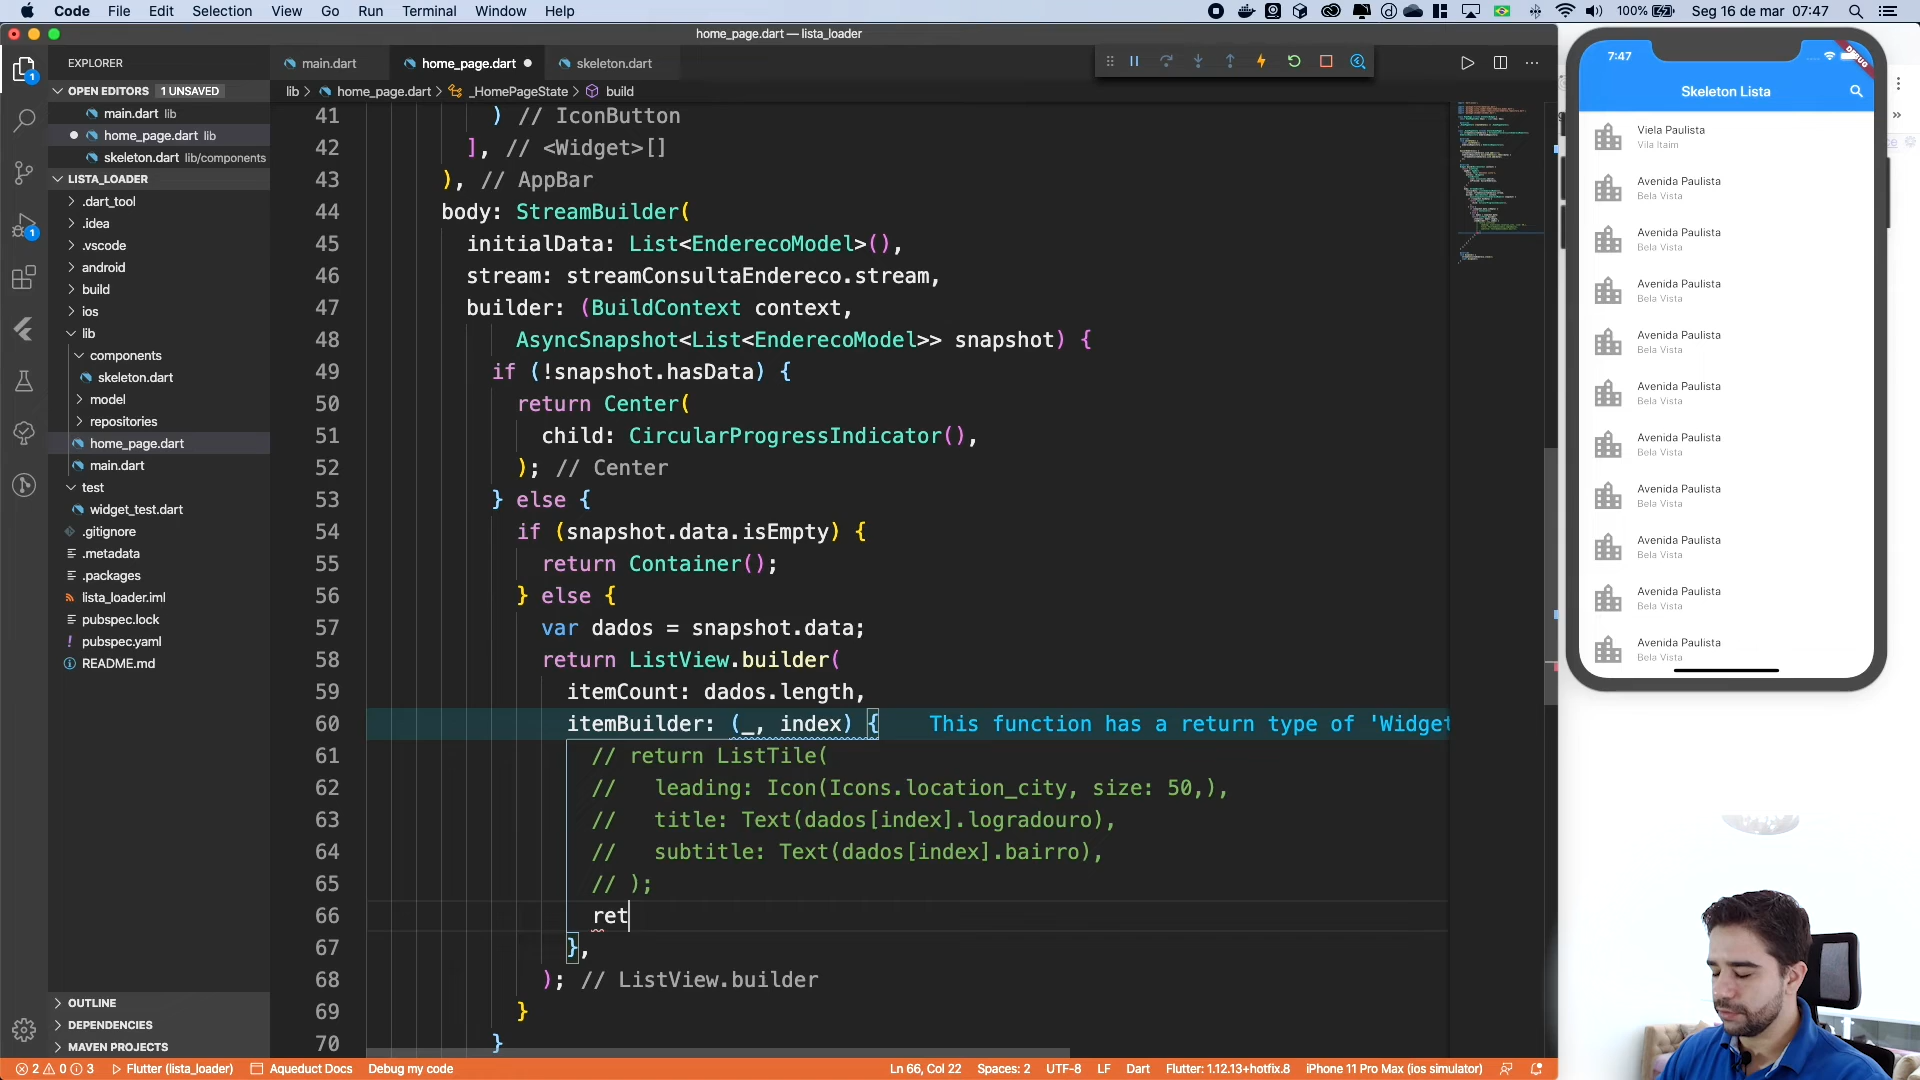 Code File Edit Selection View Go Run Terminal Window Help 100% Seg 16 de mar 07:47
home_page.dart — lista_loader
EXPLORER
OPEN EDITORS 1 UNSAVED
main.dart lib
home_page.dart lib
skeleton.dart lib/components
LISTA_LOADER
.dart_tool
.idea
.vscode
android
build
ios
lib
components
skeleton.dart
model
repositories
home_page.dart
main.dart
test
widget_test.dart
.gitignore
.metadata
.packages
lista_loader.iml
pubspec.lock
pubspec.yaml
README.md
OUTLINE
DEPENDENCIES
MAVEN PROJECTS
main.dart home_page.dart skeleton.dart
lib > home_page.dart > _HomePageState > build
41 ) // IconButton
42 ], // <Widget>[]
43 ), // AppBar
44 body: StreamBuilder(
45 initialData: List<EnderecoModel>(),
46 stream: streamConsultaEndereco.stream,
47 builder: (BuildContext context,
48 AsyncSnapshot<List<EnderecoModel>> snapshot) {
49 if (!snapshot.hasData) {
50 return Center(
51 child: CircularProgressIndicator(),
52 ); // Center
53 } else {
54 if (snapshot.data.isEmpty) {
55 return Container();
56 } else {
57 var dados = snapshot.data;
58 return ListView.builder(
59 itemCount: dados.length,
60 itemBuilder: (_, index) { This function has a return type of 'Widget
61 // return ListTile(
62 // leading: Icon(Icons.location_city, size: 50,),
63 // title: Text(dados[index].logradouro),
64 // subtitle: Text(dados[index].bairro),
65 // );
66 ret
67 },
68 ); // ListView.builder
69 }
70 }
1
1
2 0 3 Flutter (lista_loader) Aqueduct Docs Debug my code Ln 66, Col 22 Spaces: 2 UTF-8 LF Dart Flutter: 1.12.13+hotfix.8 iPhone 11 Pro Max (ios simulator)
7:47
DEBUG
Skeleton Lista
Viela Paulista
Vila Itaim
Avenida Paulista
Bela Vista
Avenida Paulista
Bela Vista
Avenida Paulista
Bela Vista
Avenida Paulista
Bela Vista
Avenida Paulista
Bela Vista
Avenida Paulista
Bela Vista
Avenida Paulista
Bela Vista
Avenida Paulista
Bela Vista
Avenida Paulista
Bela Vista
Avenida Paulista
Bela Vista